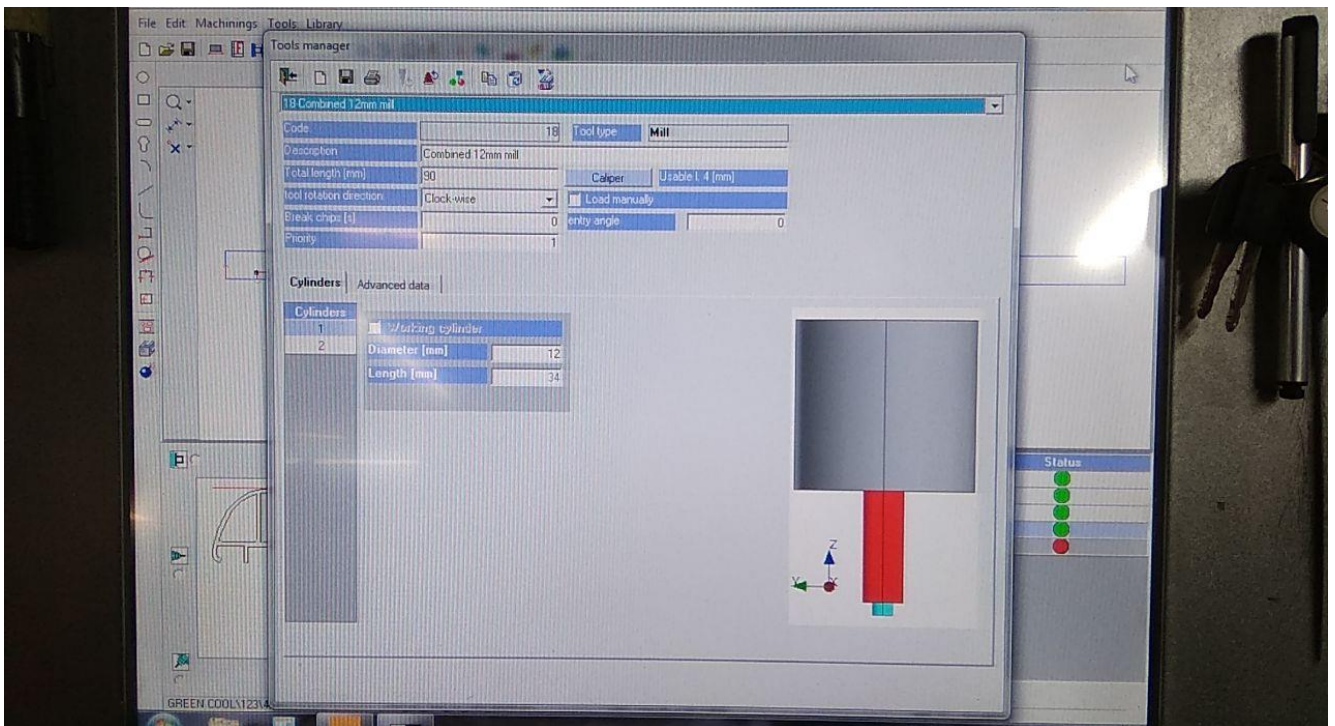 File Edit Machinings Tools Library
Tools manager
18-Combined 12mm mill
Code 18 Tool type Mill
Description Combined 12mm mill
Total length [mm] 90 Caliper Usable l. 4 [mm]
tool rotation direction Clock-wise Load manually
Break chips [s] 0 entry angle 0
Priority 1
Cylinders Advanced data
Cylinders
1 Working cylinder
2 Diameter [mm] 12
Length [mm] 34
Z
Y X
Status
GREEN COOL\123\4